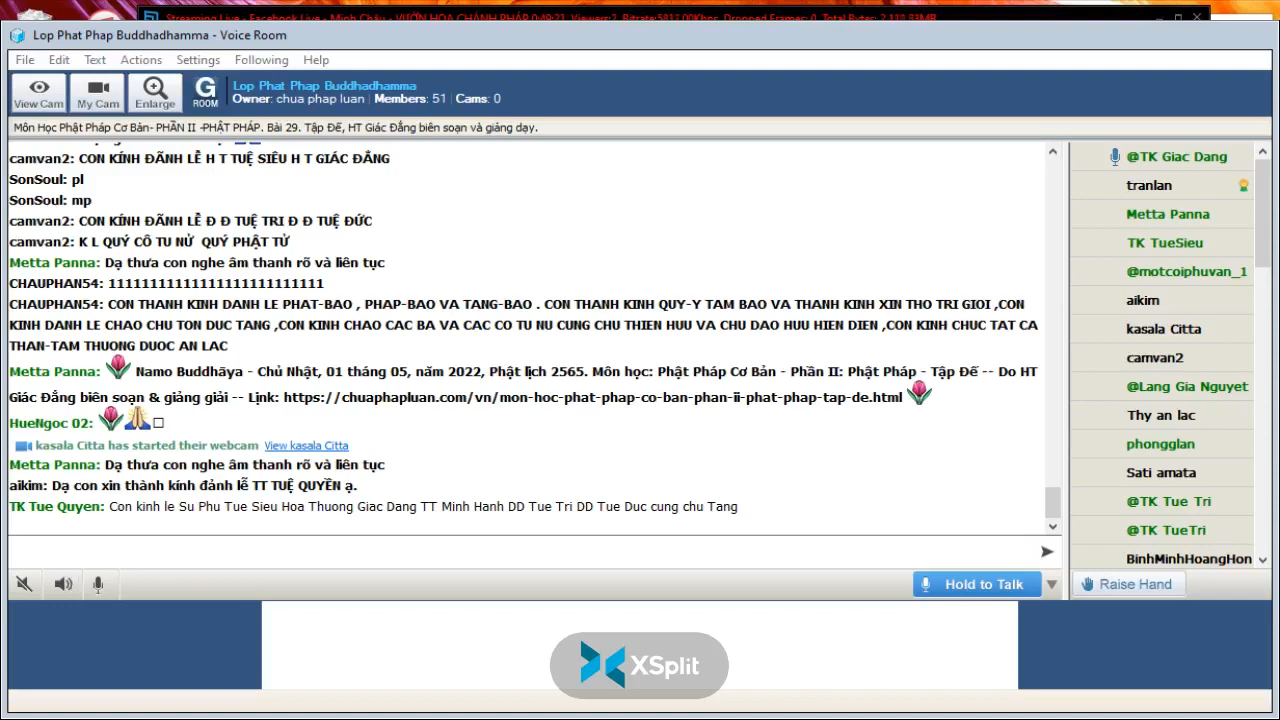 Streaming Live - Facebook Live - Minh Châu - VƯỜN HOA CHÁNH PHÁP
Lop Phat Phap Buddhadhamma - Voice Room
File Edit Text Actions Settings Following Help
View Cam My Cam Enlarge G ROOM
Lop Phat Phap Buddhadhamma
Owner: chua phap luan | Members: 51 | Cams: 0
Môn Học Phật Pháp Cơ Bản- PHẦN II -PHẬT PHÁP. Bài 29. Tập Đế, HT Giác Đẳng biên soạn và giảng dạy.
camvan2: CON KÍNH ĐÃNH LỄ H T TUỆ SIÊU H T GIÁC ĐẲNG
SonSoul: pl
SonSoul: mp
camvan2: CON KÍNH ĐÃNH LỄ Đ Đ TUỆ TRI Đ Đ TUỆ ĐỨC
camvan2: K L QUÝ CÔ TU NỬ QUÝ PHẬT TỬ
Metta Panna: Dạ thưa con nghe âm thanh rõ và liên tục
CHAUPHAN54: 111111111111111111111111
CHAUPHAN54: CON THANH KINH DANH LE PHAT-BAO , PHAP-BAO VA TANG-BAO . CON THANH KINH QUY-Y TAM BAO VA THANH KINH XIN THO TRI GIOI ,CON
KINH DANH LE CHAO CHU TON DUC TANG ,CON KINH CHAO CAC BA VA CAC CO TU NU CUNG CHU THIEN HUU VA CHU DAO HUU HIEN DIEN ,CON KINH CHUC TAT CA
THAN-TAM THUONG DUOC AN LAC
Metta Panna: Namo Buddhāya - Chủ Nhật, 01 tháng 05, năm 2022, Phật lịch 2565. Môn học: Phật Pháp Cơ Bản - Phần II: Phật Pháp - Tập Đế -- Do HT
Giác Đẳng biên soạn & giảng giải -- Link: https://chuaphapluan.com/vn/mon-hoc-phat-phap-co-ban-phan-ii-phat-phap-tap-de.html
HueNgoc 02:
kasala Citta has started their webcam View kasala Citta
Metta Panna: Dạ thưa con nghe âm thanh rõ và liên tục
aikim: Dạ con xin thành kính đảnh lễ TT TUỆ QUYỀN ạ.
TK Tue Quyen: Con kinh le Su Phu Tue Sieu Hoa Thuong Giac Dang TT Minh Hanh DD Tue Tri DD Tue Duc cung chu Tang
Hold to Talk
@TK Giac Dang
tranlan
Metta Panna
TK TueSieu
@motcoiphuvan_1
aikim
kasala Citta
camvan2
@Lang Gia Nguyet
Thy an lac
phongglan
Sati amata
@TK Tue Tri
@TK TueTri
BinhMinhHoangHon
Raise Hand
XSplit